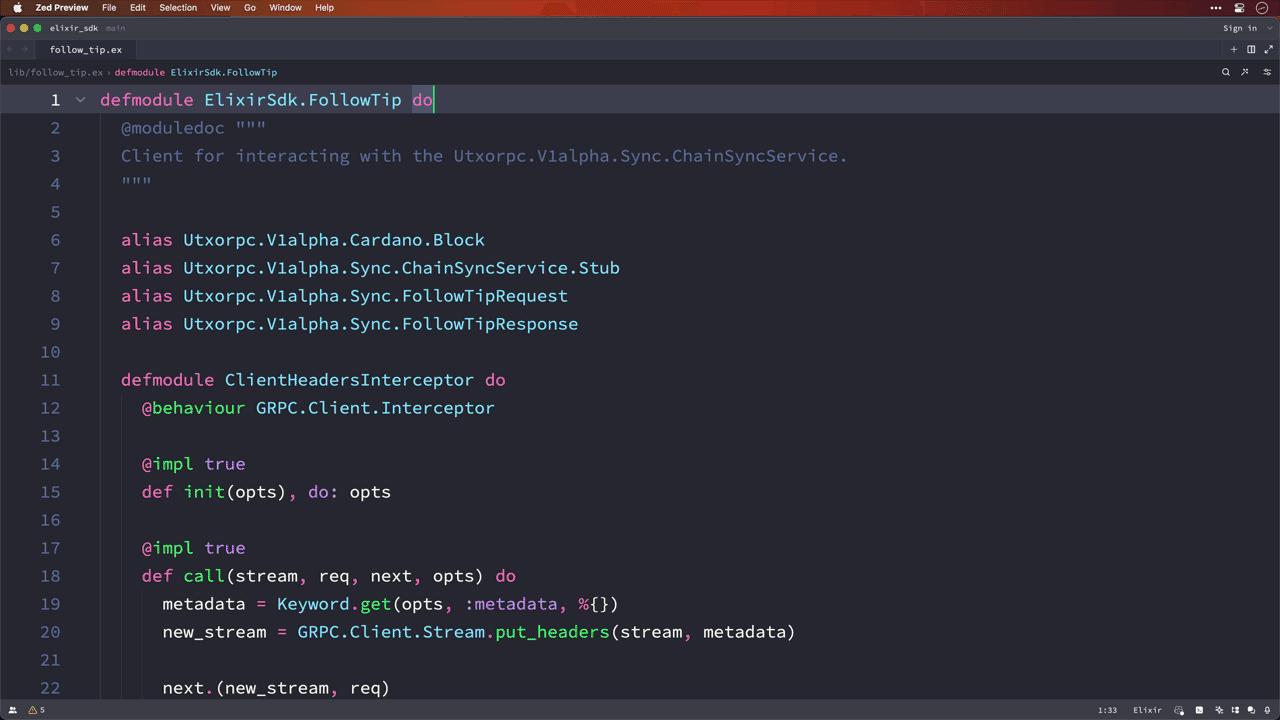 Zed Preview File Edit Selection View Go Window Help
elixir_sdk main Sign in
follow_tip.ex
lib/follow_tip.ex › defmodule ElixirSdk.FollowTip
1 defmodule ElixirSdk.FollowTip do
2 @moduledoc """
3 Client for interacting with the Utxorpc.V1alpha.Sync.ChainSyncService.
4 """
5
6 alias Utxorpc.V1alpha.Cardano.Block
7 alias Utxorpc.V1alpha.Sync.ChainSyncService.Stub
8 alias Utxorpc.V1alpha.Sync.FollowTipRequest
9 alias Utxorpc.V1alpha.Sync.FollowTipResponse
10
11 defmodule ClientHeadersInterceptor do
12 @behaviour GRPC.Client.Interceptor
13
14 @impl true
15 def init(opts), do: opts
16
17 @impl true
18 def call(stream, req, next, opts) do
19 metadata = Keyword.get(opts, :metadata, %{})
20 new_stream = GRPC.Client.Stream.put_headers(stream, metadata)
21
22 next.(new_stream, req)
5 1:33 Elixir